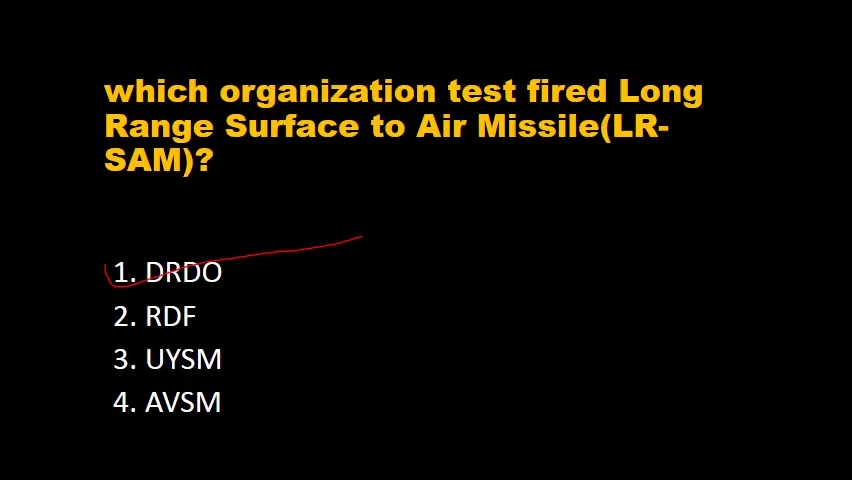 which organization test fired Long
Range Surface to Air Missile(LR-
SAM)?
1. DRDO
2. RDF
3. UYSM
4. AVSM